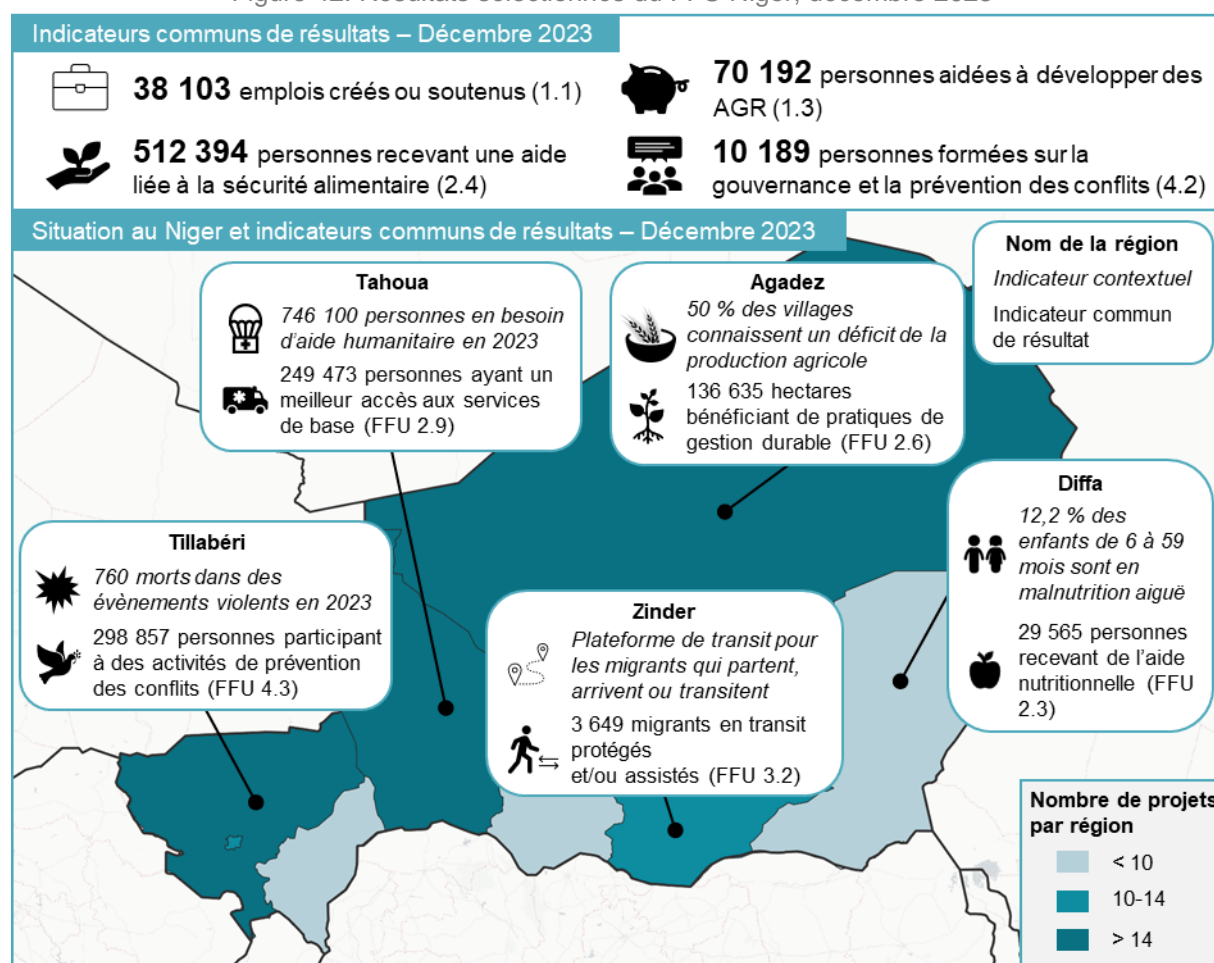 Indicateurs communs de résultats – Décembre 2023
38 103 emplois créés ou soutenus (1.1)
70 192 personnes aidées à développer des
AGR (1.3)
512 394 personnes recevant une aide
liée à la sécurité alimentaire (2.4)
10 189 personnes formées sur la
gouvernance et la prévention des conflits (4.2)
Situation au Niger et indicateurs communs de résultats – Décembre 2023
Nom de la région
Indicateur contextuel
Indicateur commun
de résultat
Tahoua
746 100 personnes en besoin
d'aide humanitaire en 2023
249 473 personnes ayant un
meilleur accès aux services
de base (FFU 2.9)
Agadez
50 % des villages
connaissent un déficit de la
production agricole
136 635 hectares
bénéficiant de pratiques de
gestion durable (FFU 2.6)
Diffa
12,2 % des
enfants de 6 à 59
mois sont en
malnutrition aiguë
29 565 personnes
recevant de l'aide
nutritionnelle (FFU
2.3)
Tillabéri
760 morts dans des
évènements violents en 2023
298 857 personnes participant
à des activités de prévention
des conflits (FFU 4.3)
Zinder
Plateforme de transit pour
les migrants qui partent,
arrivent ou transitent
3 649 migrants en transit
protégés
et/ou assistés (FFU 3.2)
Nombre de projets
par région
< 10
10-14
> 14